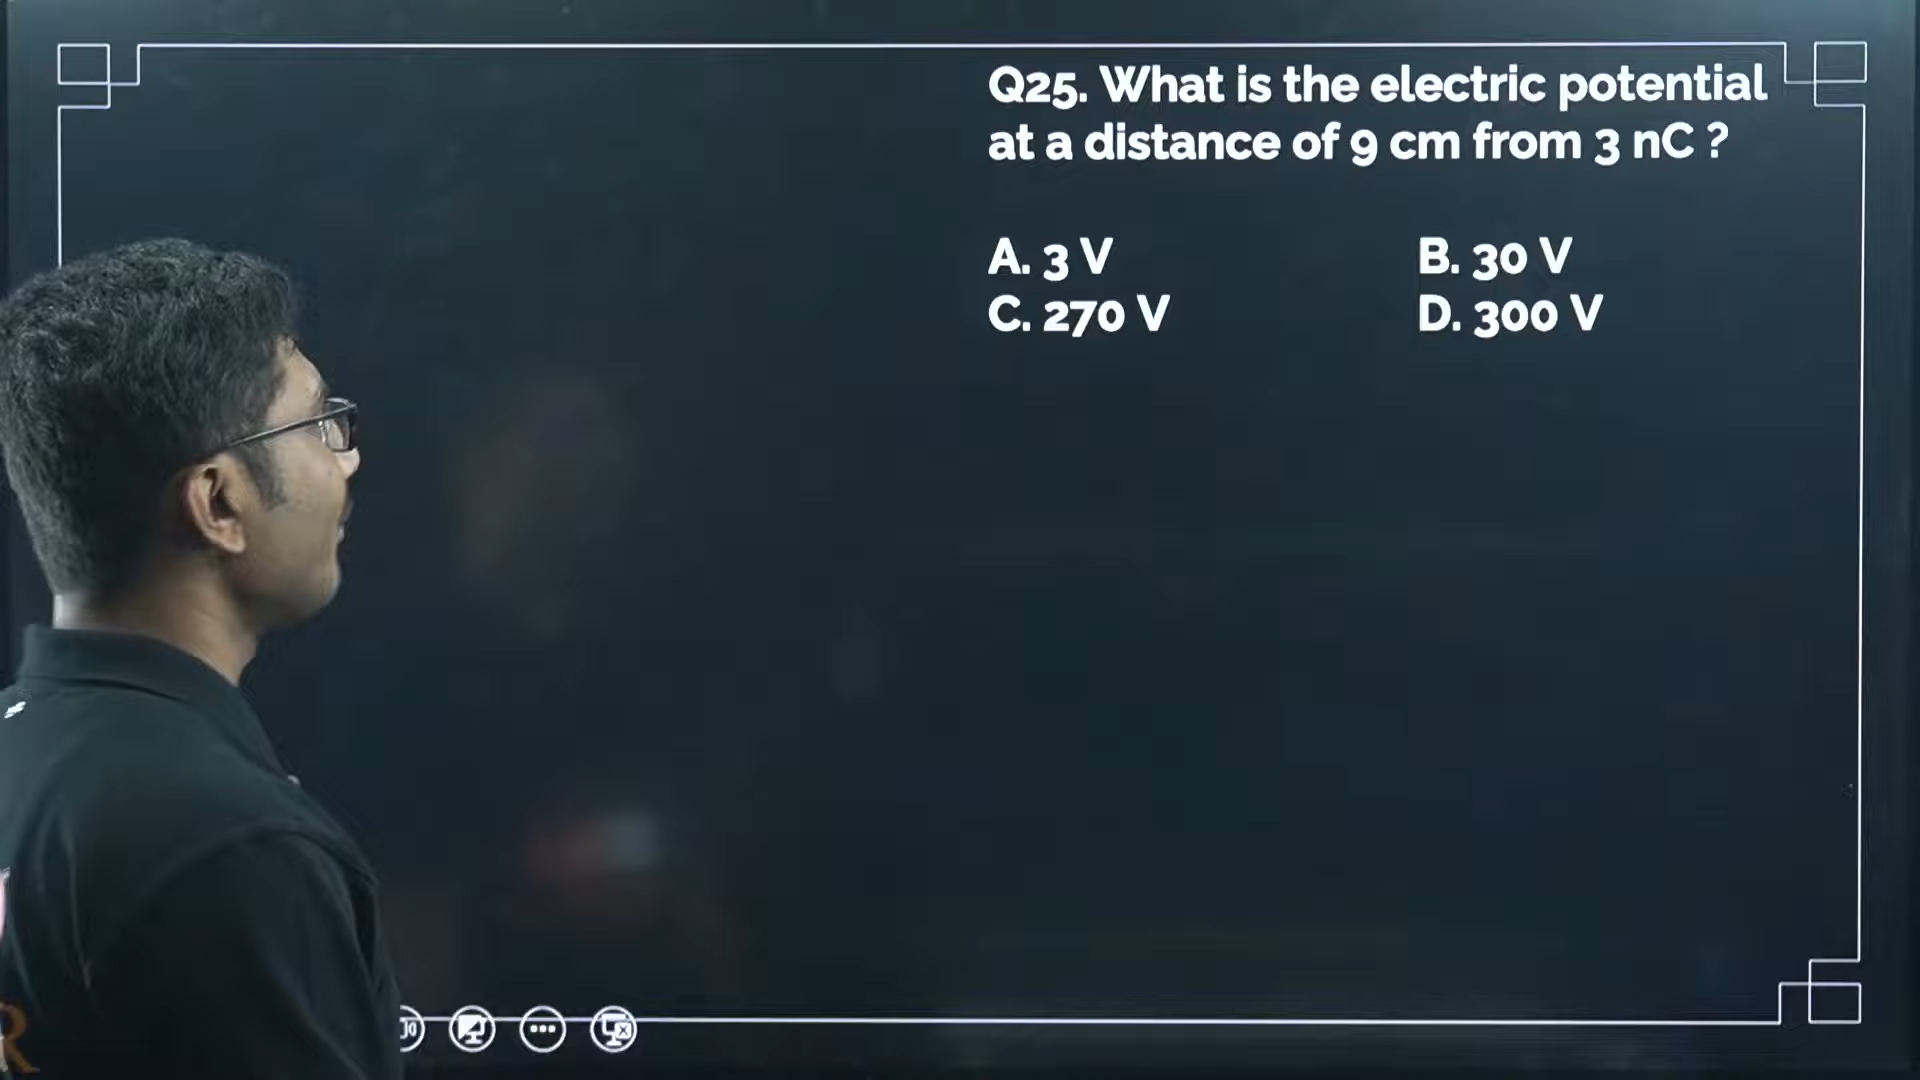 Q25. What is the electric potential
at a distance of 9 cm from 3 nC ?
A. 3 V
B. 30 V
C. 270 V
D. 300 V
R